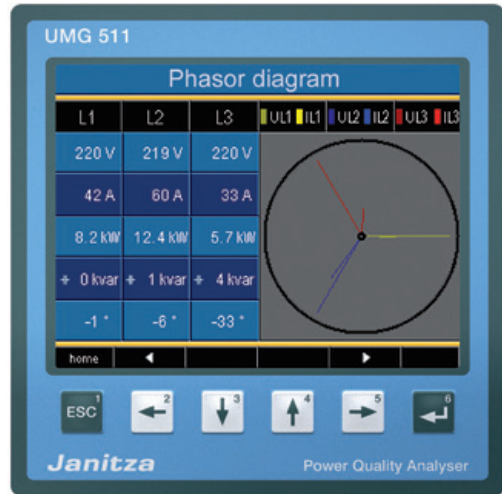 UMG 511
Phasor diagram
L1 L2 L3 UL1 IL1 UL2 IL2 UL3 IL3
220 V 219 V 220 V
42 A 60 A 33 A
8.2 kW 12.4 kW 5.7 kW
+ 0 kvar + 1 kvar + 4 kvar
-1 ° -6 ° -33 °
home
ESC 1 2 3 4 5 6
Janitza Power Quality Analyser